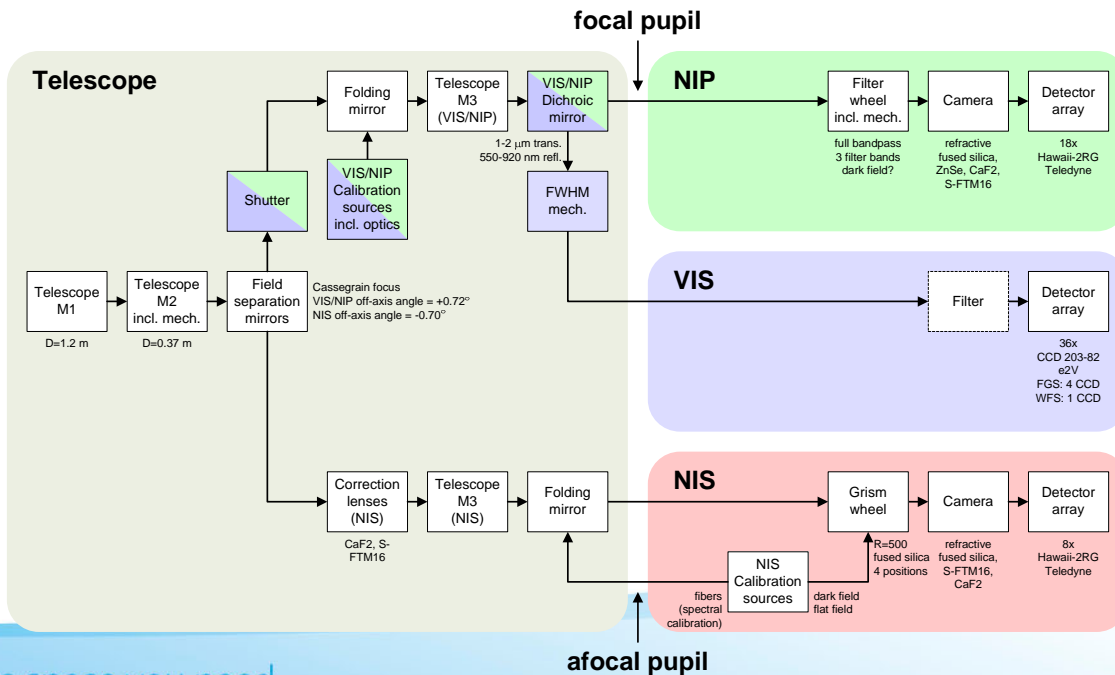 focal pupil
Telescope
Folding
mirror
Telescope
M3
(VIS/NIP)
VIS/NIP
Dichroic
mirror
1-2 μm trans.
550-920 nm refl.
Shutter
VIS/NIP
Calibration
sources
incl. optics
FWHM
mech.
Telescope
M1
D=1.2 m
Telescope
M2
incl. mech.
D=0.37 m
Field
separation
mirrors
Cassegrain focus
VIS/NIP off-axis angle = +0.72°
NIS off-axis angle = -0.70°
Correction
lenses
(NIS)
CaF2, S-
FTM16
Telescope
M3
(NIS)
Folding
mirror
NIP
Filter
wheel
incl. mech.
full bandpass
3 filter bands
dark field?
Camera
refractive
fused silica,
ZnSe, CaF2,
S-FTM16
Detector
array
18x
Hawaii-2RG
Teledyne
VIS
Filter
Detector
array
36x
CCD 203-82
e2V
FGS: 4 CCD
WFS: 1 CCD
NIS
Grism
wheel
R=500
fused silica
4 positions
Camera
refractive
fused silica,
S-FTM16,
CaF2
Detector
array
8x
Hawaii-2RG
Teledyne
NIS
Calibration
sources
fibers
(spectral
calibration)
dark field
flat field
afocal pupil